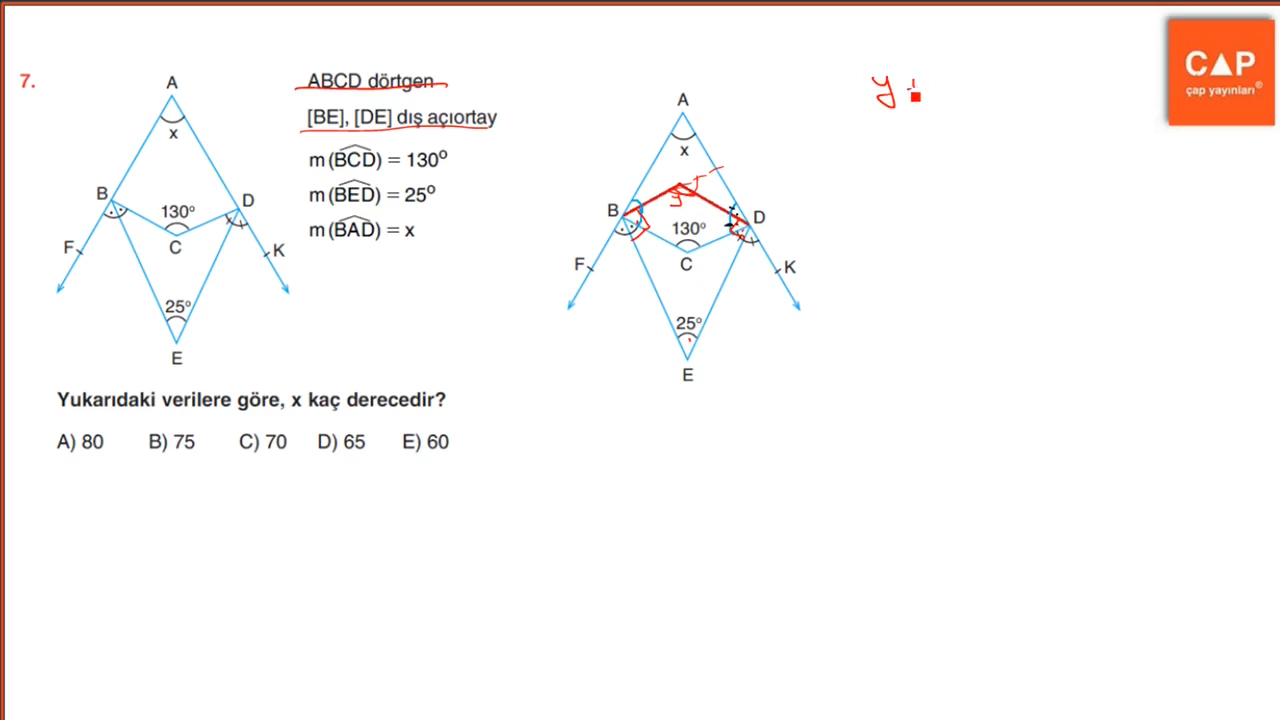 CAP
çap yayınları®
7.
ABCD dörtgen
[BE], [DE] dış açıortay
m(BCD) = 130°
m(BED) = 25°
m(BAD) = x
A
x
B
D
130°
C
F
K
25°
E
A
x
y
B
D
130°
C
F
K
25°
E
y +
Yukarıdaki verilere göre, x kaç derecedir?
A) 80 B) 75 C) 70 D) 65 E) 60